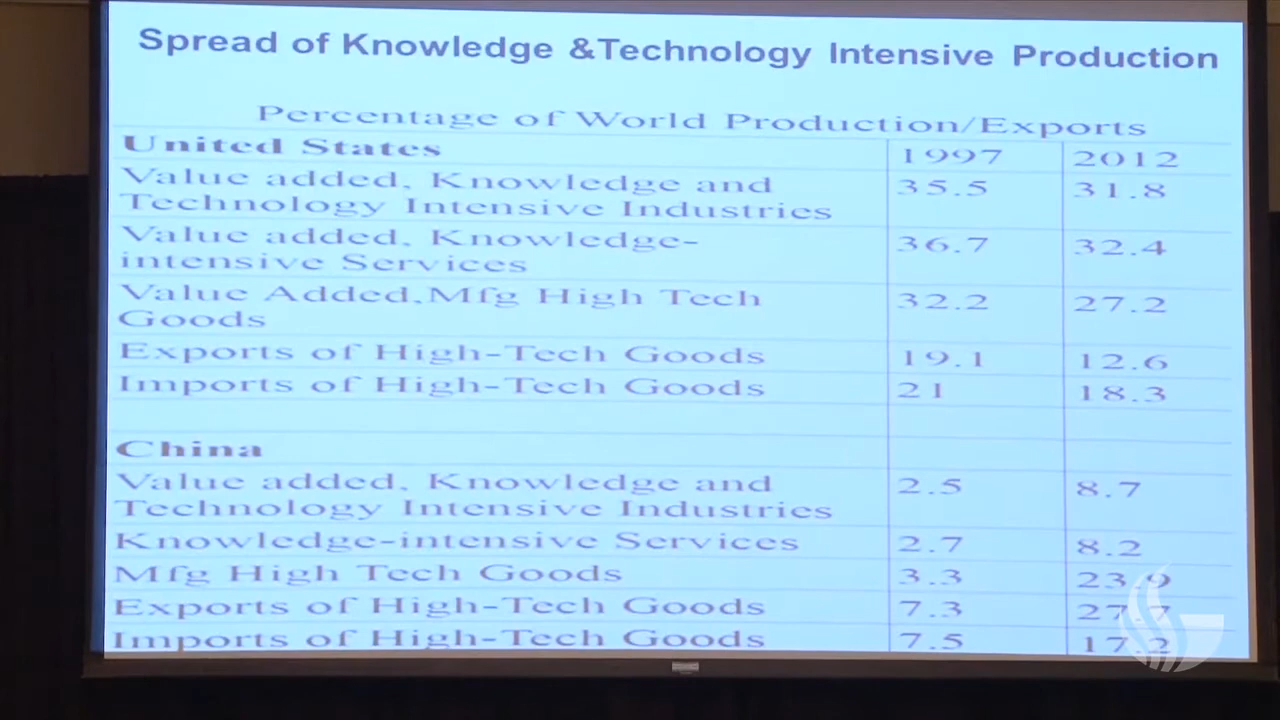 Spread of Knowledge &Technology Intensive Production
Percentage of World Production/Exports
United States 1997 2012
Value added, Knowledge and 35.5 31.8
Technology Intensive Industries
Value added, Knowledge- 36.7 32.4
intensive Services
Value Added,Mfg High Tech 32.2 27.2
Goods
Exports of High-Tech Goods 19.1 12.6
Imports of High-Tech Goods 21 18.3
China
Value added, Knowledge and 2.5 8.7
Technology Intensive Industries
Knowledge-intensive Services 2.7 8.2
Mfg High Tech Goods 3.3 23.9
Exports of High-Tech Goods 7.3 27.7
Imports of High-Tech Goods 7.5 17.2